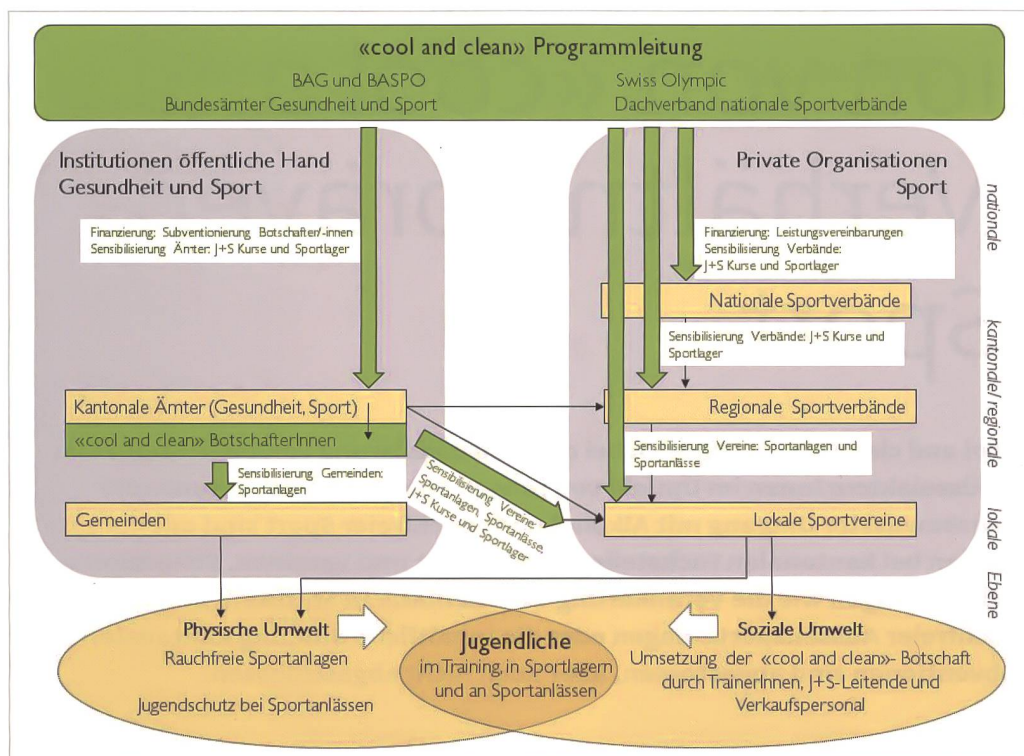 «cool and clean» Programmleitung
BAG und BASPO
Bundesämter Gesundheit und Sport
Swiss Olympic
Dachverband nationale Sportverbände
Institutionen öffentliche Hand
Gesundheit und Sport
Private Organisationen
Sport
Finanzierung: Subventionierung Botschafter/-innen
Sensibilisierung Ämter: J+S Kurse und Sportlager
Finanzierung: Leistungsvereinbarungen
Sensibilisierung Verbände:
J+S Kurse und Sportlager
nationde
Nationale Sportverbände
Sensibilisierung Verbände: J+S Kurse und
Sportlager
kantondle/regionde
Kantonale Ämter (Gesundheit, Sport)
«cool and clean» BotschafterInnen
Regionale Sportverbände
Sensibilisierung Vereine: Sportanlagen und
Sportanlässe
Sensibilisierung Gemeinden:
Sportanlagen
Sensibilisierung Vereine:
Sportanlagen, Sportanlässe,
J+S Kurse und Sportlager
Gemeinden
Lokale Sportvereine
lokale
Ebene
Physische Umwelt
Rauchfreie Sportanlagen
Jugendschutz bei Sportanlässen
Jugendliche
im Training, in Sportlagern
und an Sportanlässen
Soziale Umwelt
Umsetzung der «cool and clean»- Botschaft
durch TrainerInnen, J+S-Leitende und
Verkaufspersonal